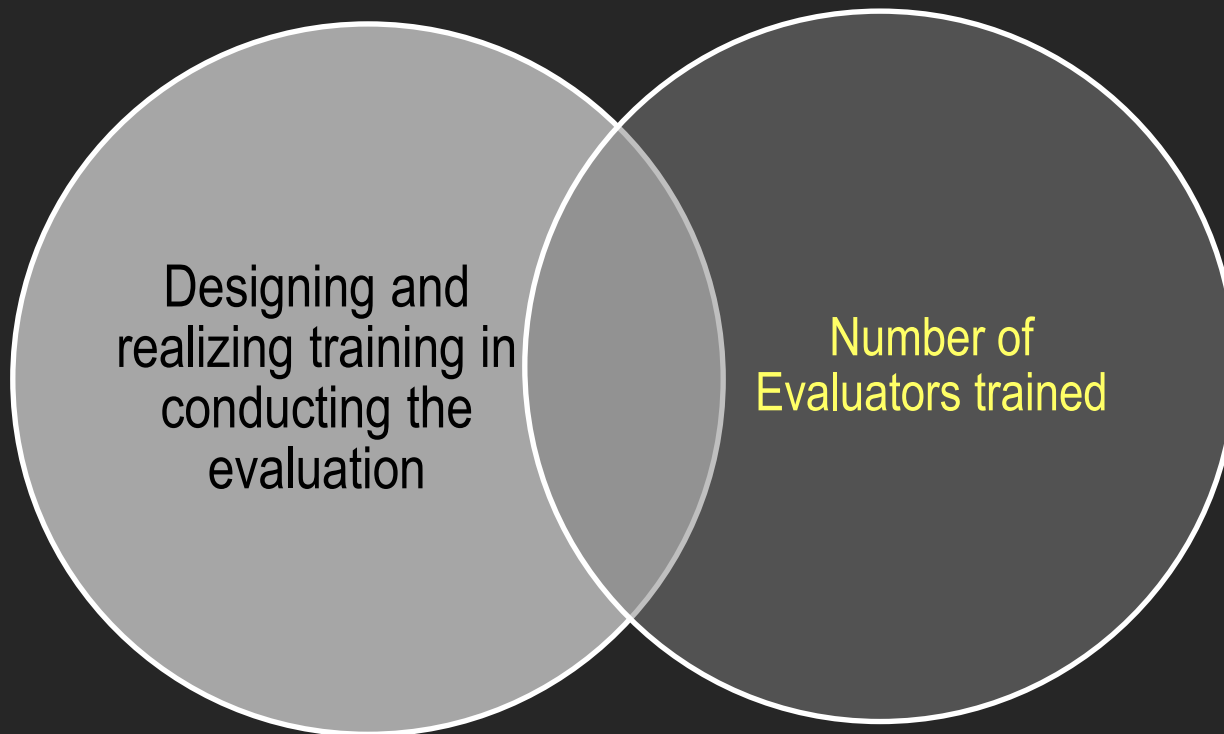 Designing and
realizing training in
conducting the
evaluation
Number of
Evaluators trained